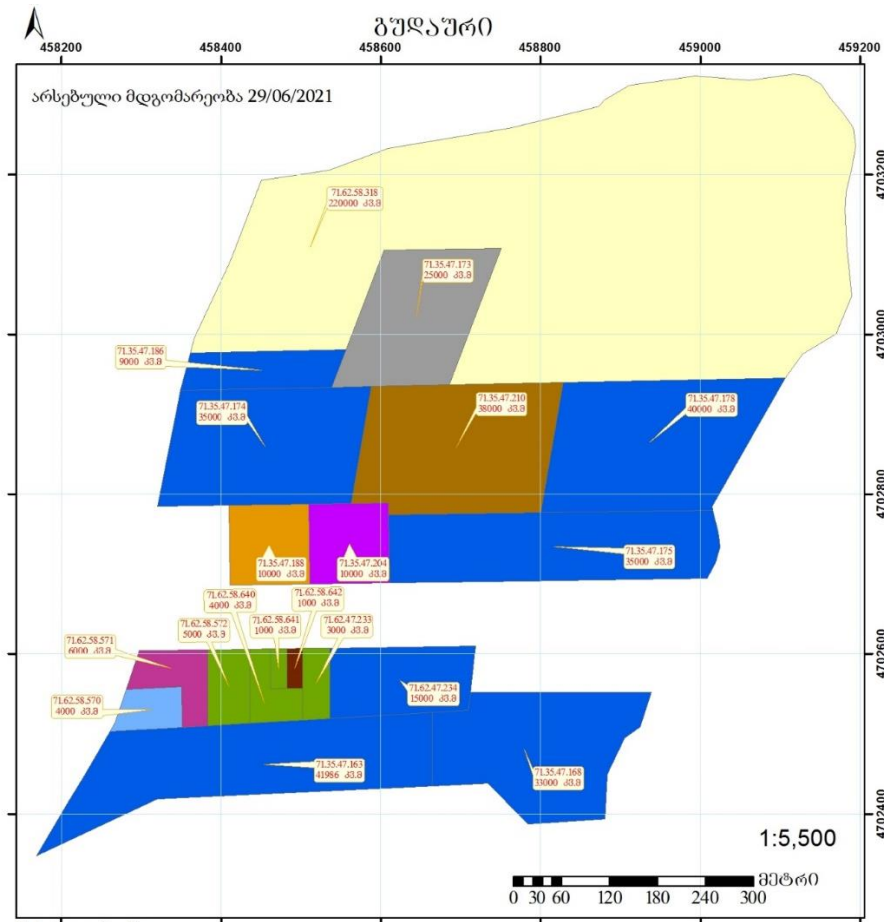 გუდაური
458200 458400 458600 458800 459000 459200
არსებული მდგომარეობა 29/06/2021
4703200
71.62.58.318
220000 კვ.მ
71.35.47.173
25000 კვ.მ
4703000
71.35.47.186
9000 კვ.მ
71.35.47.174
35000 კვ.მ
71.35.47.210
38000 კვ.მ
71.35.47.178
40000 კვ.მ
4702800
71.35.47.188
10000 კვ.მ
71.35.47.204
10000 კვ.მ
71.35.47.175
35000 კვ.მ
71.62.58.640
4000 კვ.მ
71.62.58.642
1000 კვ.მ
71.62.58.572
5000 კვ.მ
71.62.58.641
1000 კვ.მ
71.62.47.233
3000 კვ.მ
71.62.58.571
6000 კვ.მ
4702600
71.62.58.570
4000 კვ.მ
71.62.47.234
15000 კვ.მ
71.35.47.163
41986 კვ.მ
71.35.47.168
33000 კვ.მ
4702400
1:5,500
მეტრი
0 30 60 120 180 240 300